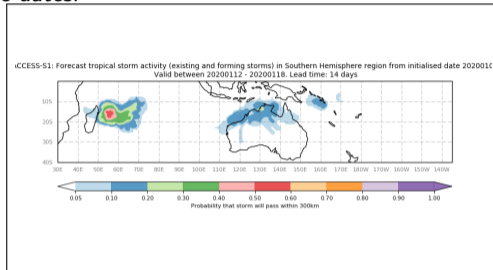 CCESS-S1: Forecast tropical storm activity (existing and forming storms) in Southern Hemisphere region from initialised date 2020010
Valid between 20200112 - 20200118. Lead time: 14 days
10S
20S
30S
40S
30E 40E 50E 60E 70E 80E 90E 100E 110E 120E 130E 140E 150E 160E 170E 180W 170W 160W 150W 140W
0.05 0.10 0.20 0.30 0.40 0.50 0.60 0.70 0.80 0.90 1.00
Probability that storm will pass within 300km